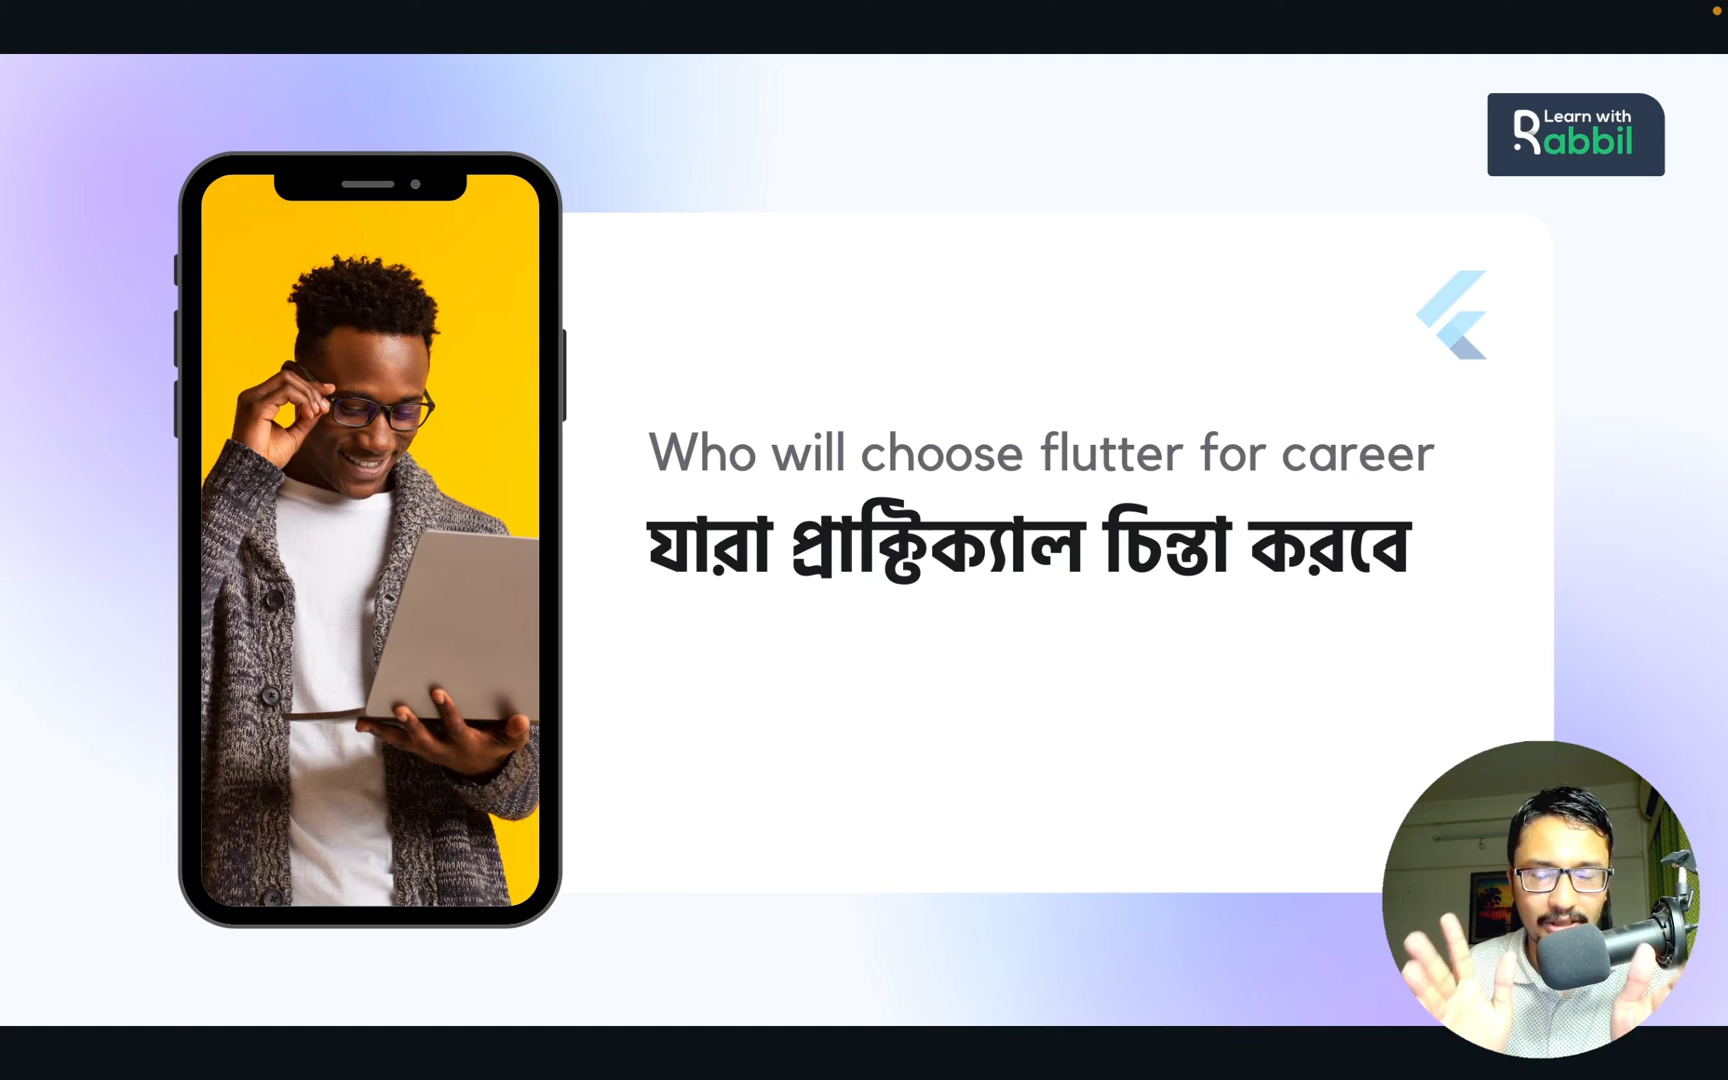 Learn with
Rabbil
Who will choose flutter for career
যারা প্রাক্টিক্যাল চিন্তা করবে